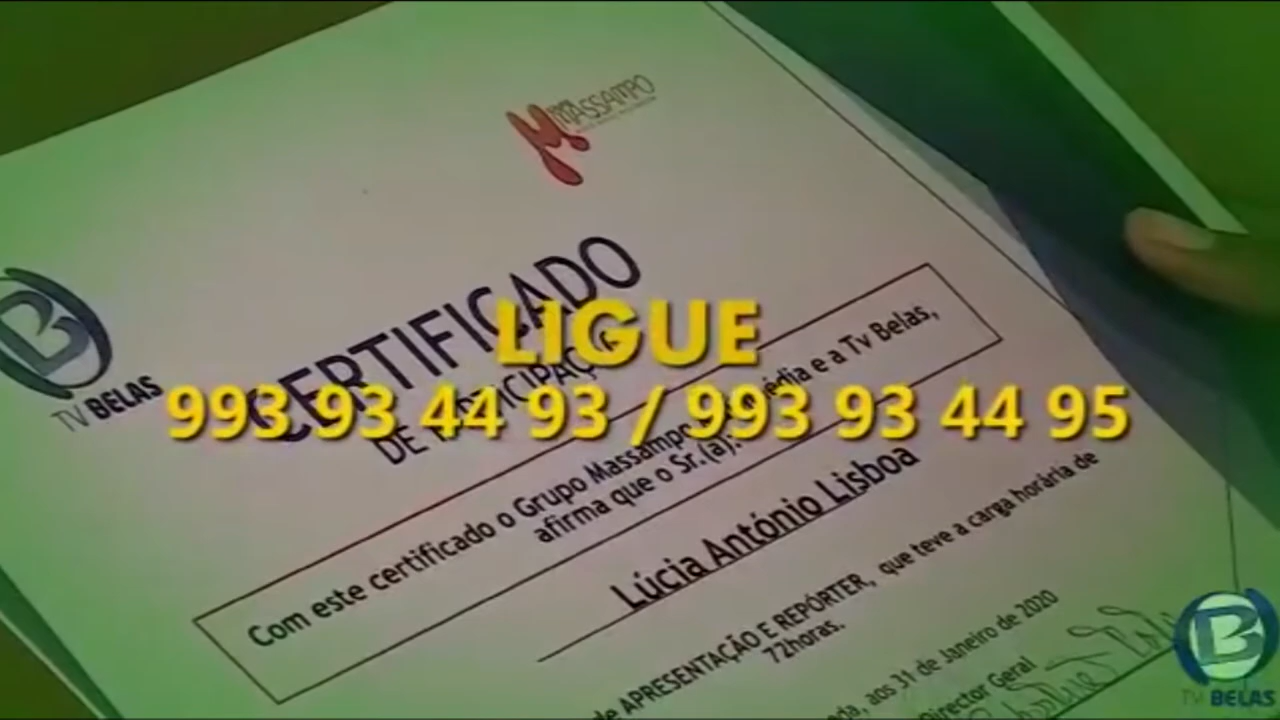 MASSAMPO
TV BELAS
CERTIFICADO
DE
LIGUE
993 93 44 93 / 993 93 44 95
Com este certificado o Grupo Massampo e a Tv Belas,
afirma que o Sr.(a):
Lúcia António Lisboa
de APRESENTAÇÃO E REPÓRTER, que teve a carga horária de
72horas.
aos 31 de Janeiro de 2020
Director Geral
TV BELAS